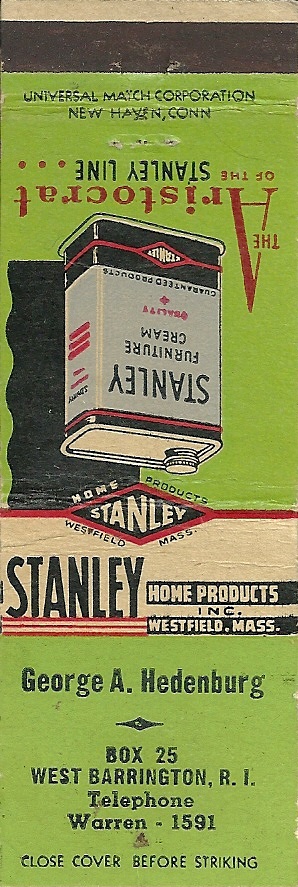 UNIVERSAL MATCH CORPORATION
NEW HAVEN, CONN
THE Aristocrat
OF THE STANLEY LINE...
STANLEY
FURNITURE
CREAM
QUALITY
GUARANTEED PRODUCTS
STANLEY
HOME PRODUCTS
STANLEY
WESTFIELD MASS.
STANLEY HOME PRODUCTS
INC.
WESTFIELD, MASS.
George A. Hedenburg
BOX 25
WEST BARRINGTON, R. I.
Telephone
Warren - 1591
CLOSE COVER BEFORE STRIKING